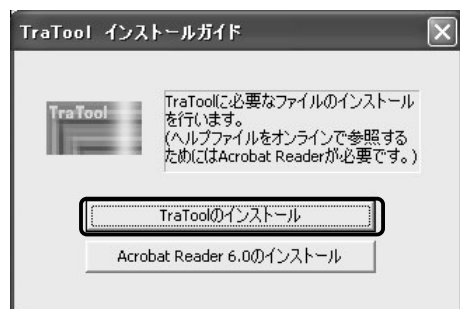 TraTool インストールガイド
TraTool
TraToolに必要なファイルのインストール
を行います。
(ヘルプファイルをオンラインで参照する
ためにはAcrobat Readerが必要です。)
TraToolのインストール
Acrobat Reader 6.0のインストール